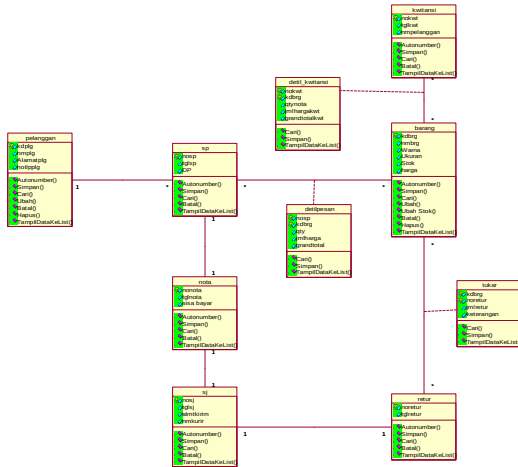 kwitansi
nokwt
tglkwt
nmpelanggan
Autonumber()
Simpan()
Cari()
Batal()
TampilDataKeList()
*
detil_kwitansi
nokwt
kdbrg
qtynota
jmlhargakwt
grandtotalkwt
Cari()
Simpan()
TampilDataKeList()
*
barang
kdbrg
nmbrg
Warna
Ukuran
Stok
harga
Autonumber()
Simpan()
Cari()
Ubah()
Ubah Stok()
Batal()
Hapus()
TampilDataKeList()
pelanggan
kdplg
nmplg
Alamatplg
notlpplg
Autonumber()
Simpan()
Cari()
Ubah()
Batal()
Hapus()
TampilDataKeList()
1
*
sp
nosp
tglsp
DP
Autonumber()
Simpan()
Cari()
Batal()
TampilDataKeList()
*
*
1
detilpesan
nosp
kdbrg
qty
jmlharga
grandtotal
Cari()
Simpan()
TampilDataKeList()
*
1
nota
nonota
tglnota
sisa bayar
Autonumber()
Simpan()
Cari()
Batal()
TampilDataKeList()
1
tukar
kdbrg
noretur
jmlretur
keterangan
Cari()
Simpan()
TampilDataKeList()
1
sj
nosj
tglsj
almtkirim
nmkurir
Autonumber()
Simpan()
Cari()
Batal()
TampilDataKeList()
1
1
*
retur
noretur
tglretur
Autonumber()
Simpan()
Cari()
Batal()
TampilDataKeList()